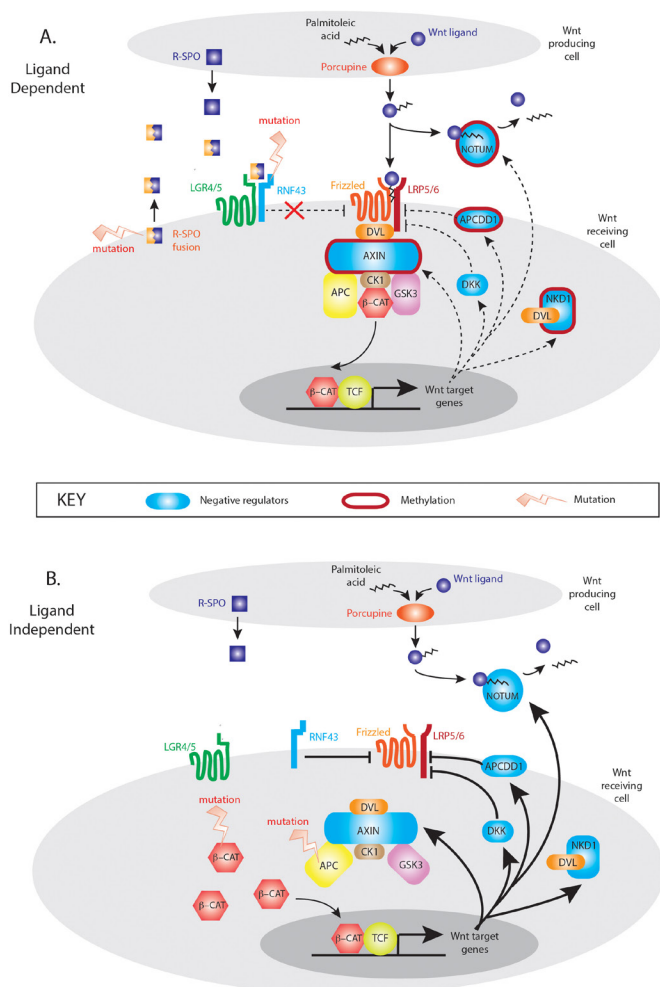 A.
Ligand
Dependent
Palmitoleic
acid
Wnt ligand
Wnt
producing
cell
R-SPO
Porcupine
mutation
NOTUM
LGR4/5
RNF43
Frizzled
LRP5/6
mutation
R-SPO
fusion
DVL
APCDD1
Wnt
receiving
cell
AXIN
CK1
APC
GSK3
β-CAT
DKK
NKD1
DVL
β-CAT
TCF
Wnt target
genes
KEY
Negative regulators
Methylation
Mutation
B.
Ligand
Independent
Palmitoleic
acid
Wnt ligand
Wnt
producing
cell
R-SPO
Porcupine
NOTUM
LGR4/5
RNF43
Frizzled
LRP5/6
APCDD1
Wnt
receiving
cell
mutation
mutation
DVL
AXIN
DKK
NKD1
DVL
β-CAT
APC
CK1
GSK3
β-CAT
β-CAT
β-CAT
TCF
Wnt target
genes